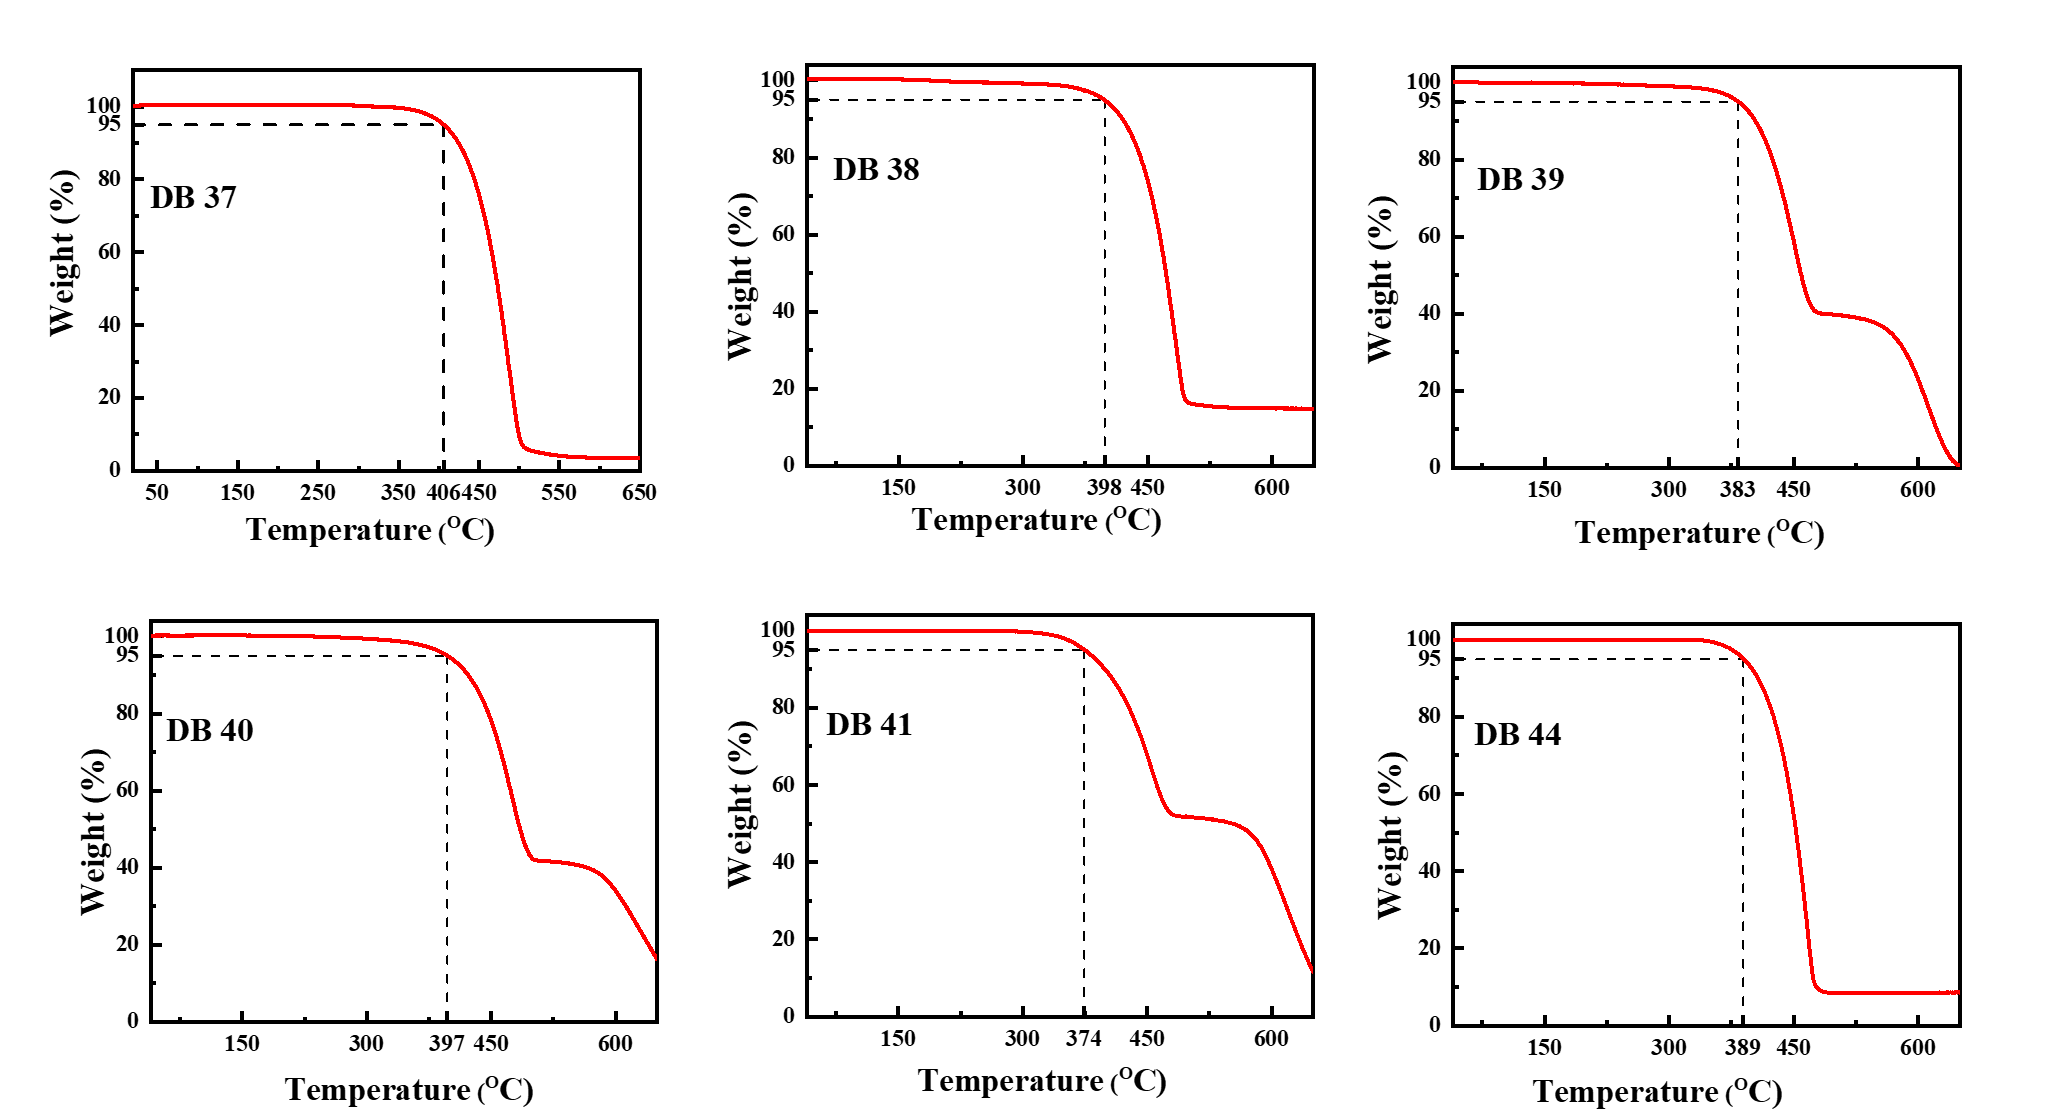 100
95
80
60
40
20
0
Weight (%)
DB 37
50 150 250 350 406 450 550 650
Temperature (°C)
100
95
80
60
40
20
0
Weight (%)
DB 38
150 300 398 450 600
Temperature (°C)
100
95
80
60
40
20
0
Weight (%)
DB 39
150 300 383 450 600
Temperature (°C)
100
95
80
60
40
20
0
Weight (%)
DB 40
150 300 397 450 600
Temperature (°C)
100
95
80
60
40
20
0
Weight (%)
DB 41
150 300 374 450 600
Temperature (°C)
100
95
80
60
40
20
0
Weight (%)
DB 44
150 300 389 450 600
Temperature (°C)